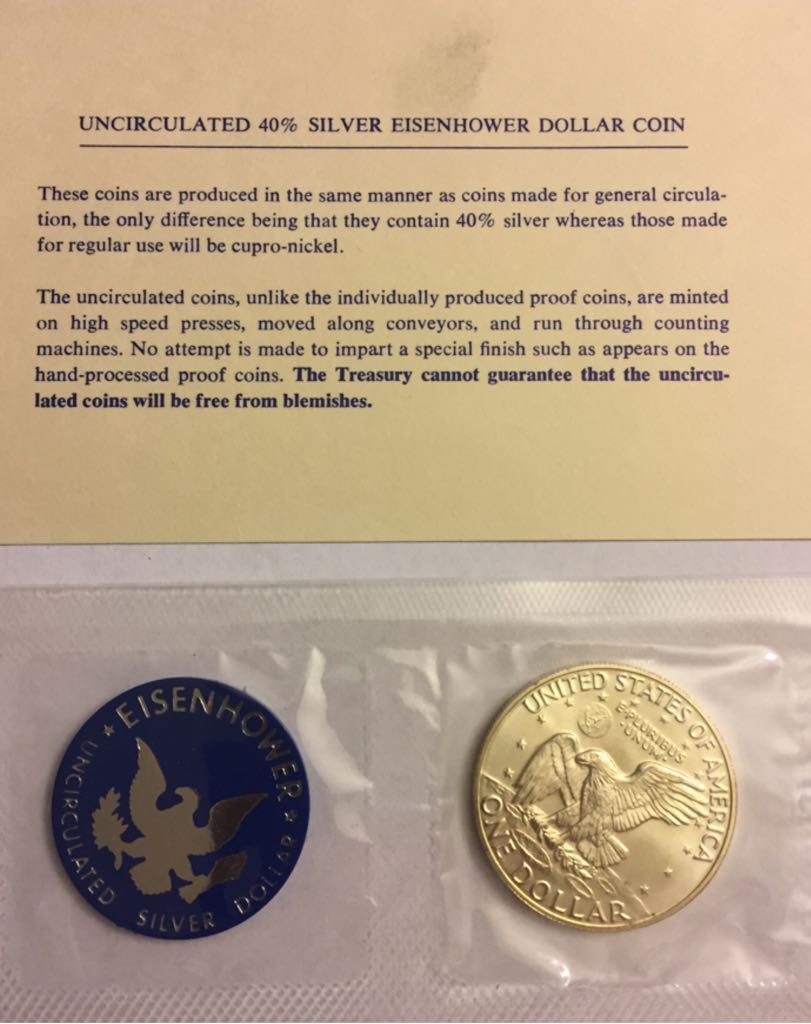 UNCIRCULATED 40% SILVER EISENHOWER DOLLAR COIN
These coins are produced in the same manner as coins made for general circula-
tion, the only difference being that they contain 40% silver whereas those made
for regular use will be cupro-nickel.
The uncirculated coins, unlike the individually produced proof coins, are minted
on high speed presses, moved along conveyors, and run through counting
machines. No attempt is made to impart a special finish such as appears on the
hand-processed proof coins. The Treasury cannot guarantee that the uncircu-
lated coins will be free from blemishes.
EISENHOWER
UNCIRCULATED SILVER DOLLAR
UNITED STATES OF AMERICA
E·PLURIBUS
·UNUM·
ONE DOLLAR